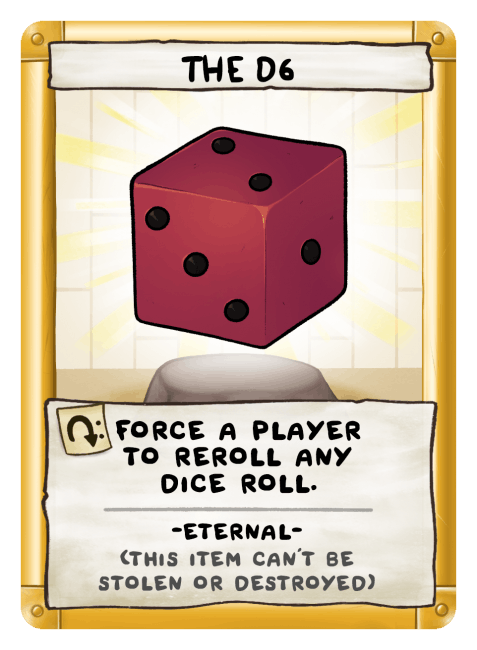 THE D6
FORCE A PLAYER
TO REROLL ANY
DICE ROLL.
-ETERNAL-
(THIS ITEM CAN'T BE
STOLEN OR DESTROYED)